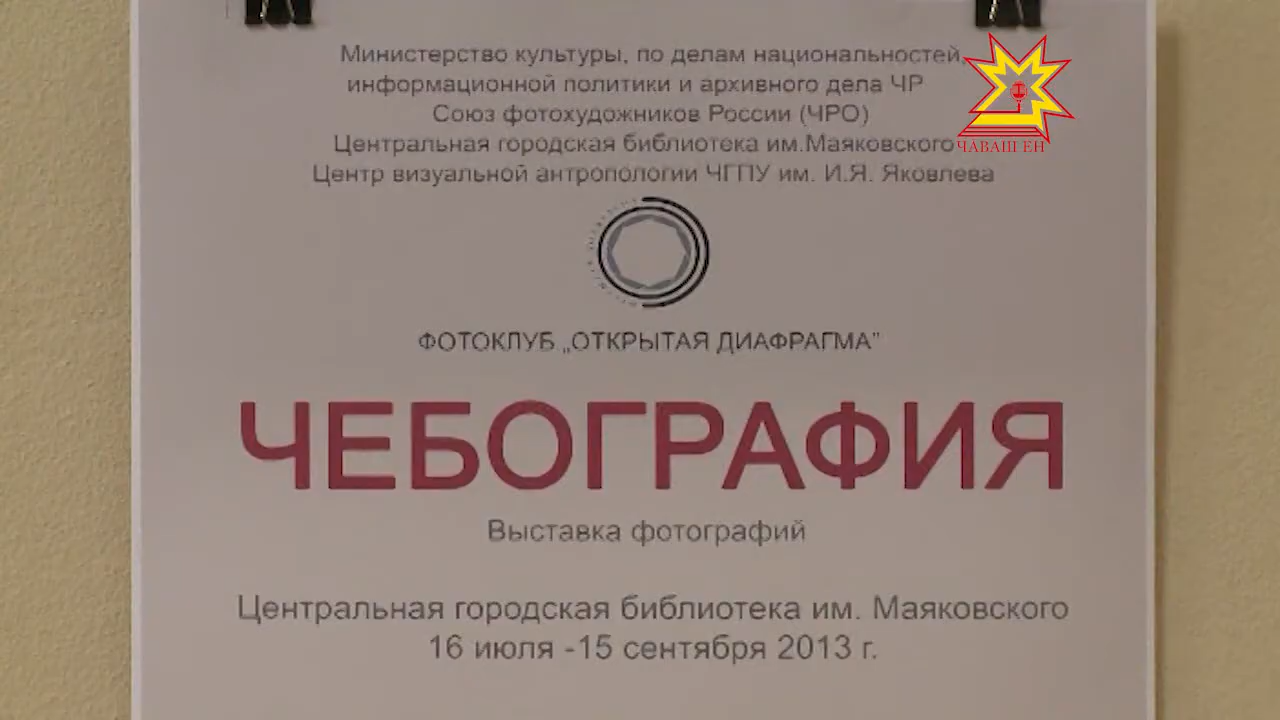 Министерство культуры, по делам национальностей,
информационной политики и архивного дела ЧР
Союз фотохудожников России (ЧРО)
Центральная городская библиотека им.Маяковского
Центр визуальной антропологии ЧГПУ им. И.Я. Яковлева
ЧАВАШ ЕН
ФОТОКЛУБ „ОТКРЫТАЯ ДИАФРАГМА"
ЧЕБОГРАФИЯ
Выставка фотографий
Центральная городская библиотека им. Маяковского
16 июля -15 сентября 2013 г.